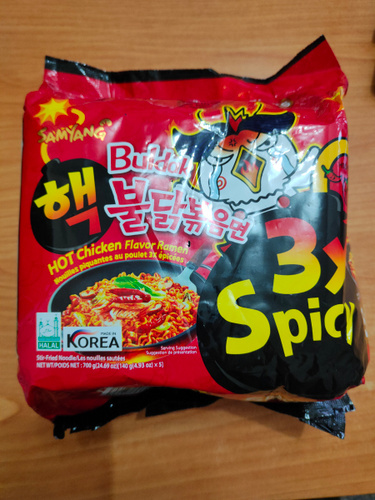 SAMYANG
Buldak
핵
불닭볶음면
HOT Chicken Flavor Ramen
Nouilles piquantes au poulet 3X épicées
3x
Spicy
HALAL
MADE IN
KOREA
Serving Suggestion
Suggestion de présentation
Stir-Fried Noodle/Les nouilles sautées
NET WT/POIDS NET : 700 g(24.69 oz)(140 g(4.93 oz) × 5)